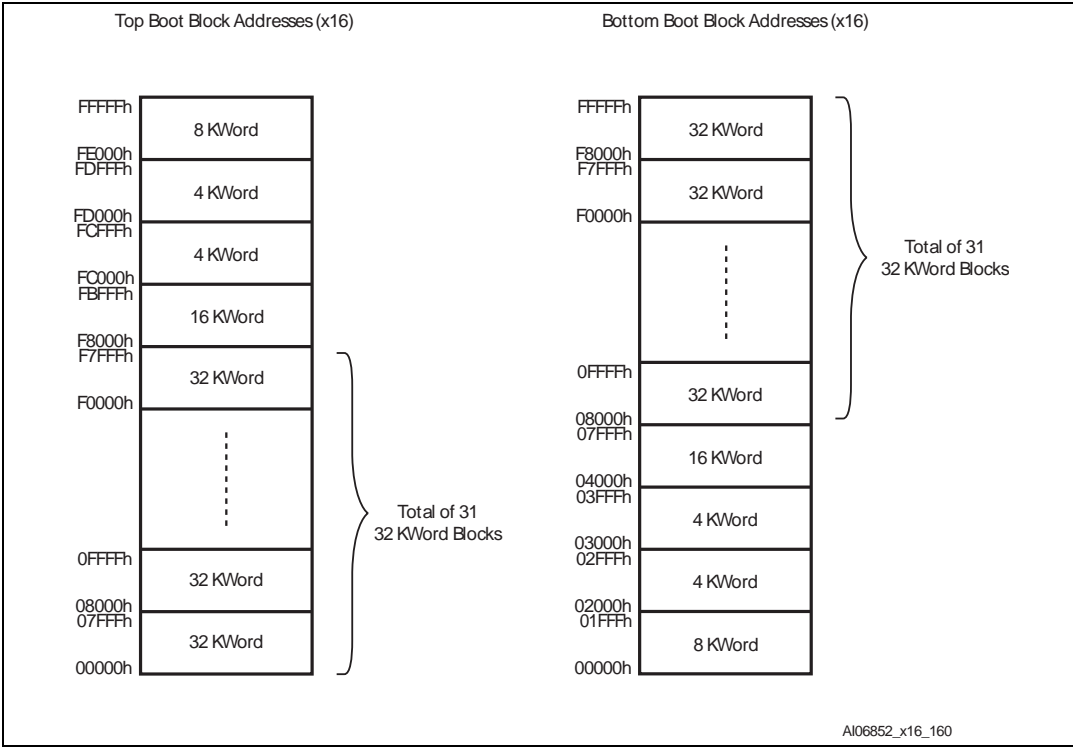 Top Boot Block Addresses (x16)
FFFFFh
8 KWord
FE000h
FDFFFh
4 KWord
FD000h
FCFFFh
4 KWord
FC000h
FBFFFh
16 KWord
F8000h
F7FFFh
32 KWord
F0000h
Total of 31
32 KWord Blocks
0FFFFh
32 KWord
08000h
07FFFh
32 KWord
00000h
Bottom Boot Block Addresses (x16)
FFFFFh
32 KWord
F8000h
F7FFFh
32 KWord
F0000h
Total of 31
32 KWord Blocks
0FFFFh
32 KWord
08000h
07FFFh
16 KWord
04000h
03FFFh
4 KWord
03000h
02FFFh
4 KWord
02000h
01FFFh
8 KWord
00000h
AI06852_x16_160